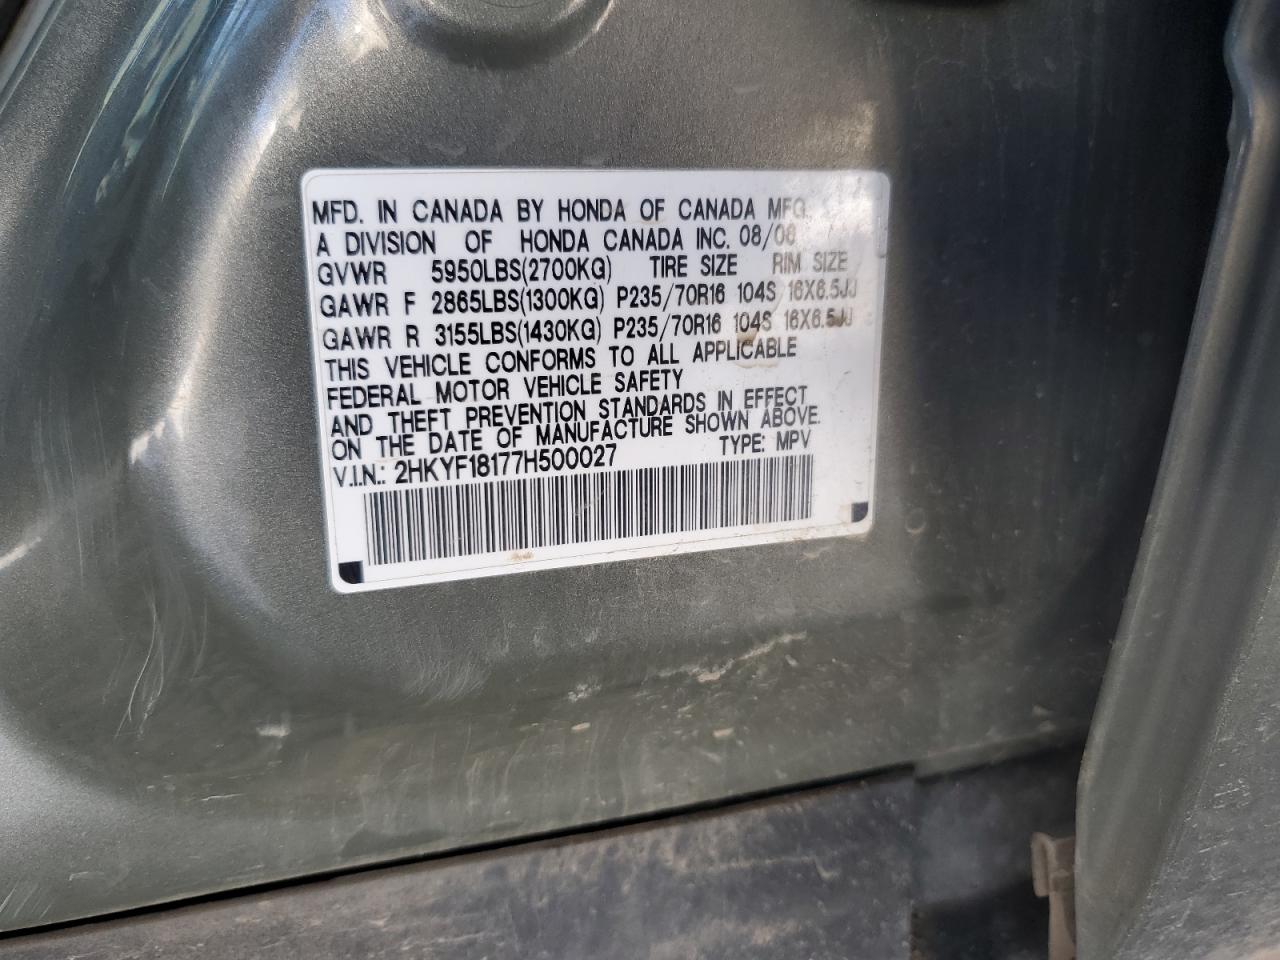 MFD. IN CANADA BY HONDA OF CANADA MFG.,
A DIVISION OF HONDA CANADA INC. 08/06
GVWR 5950LBS(2700KG) TIRE SIZE RIM SIZE
GAWR F 2865LBS(1300KG) P235/70R16 104S 16X6.5JJ
GAWR R 3155LBS(1430KG) P235/70R16 104S 16X6.5JJ
THIS VEHICLE CONFORMS TO ALL APPLICABLE
FEDERAL MOTOR VEHICLE SAFETY
AND THEFT PREVENTION STANDARDS IN EFFECT
ON THE DATE OF MANUFACTURE SHOWN ABOVE.
V.I.N.: 2HKYF18177H500027 TYPE: MPV